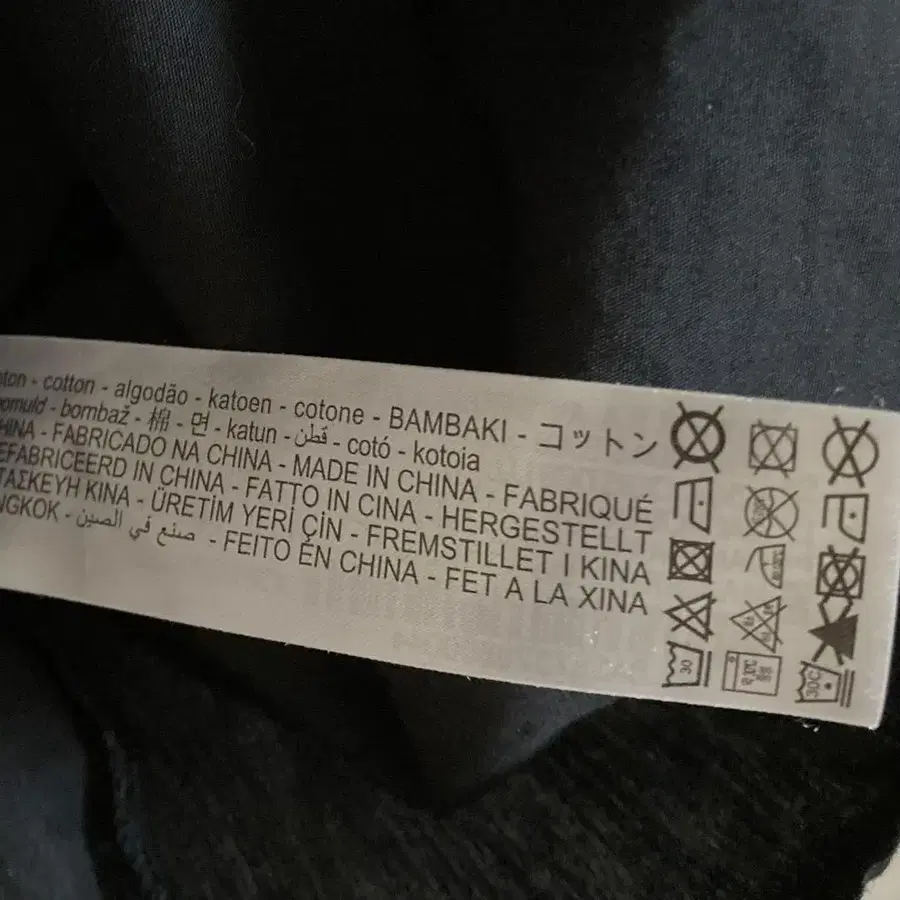 cotton - algodão - katoen - cotone - BAMBAKI - コットン
bombaž - 棉 - 면 - katun - قطن - cotó - kotoia
- FABRICADO NA CHINA - MADE IN CHINA - FABRIQUÉ
IN CHINA - FATTO IN CINA - HERGESTELLT
KINA - ÜRETİM YERİ ÇİN - FREMSTILLET I KINA
صنع في الصين - FEITO EN CHINA - FET A LA XINA
30
30C